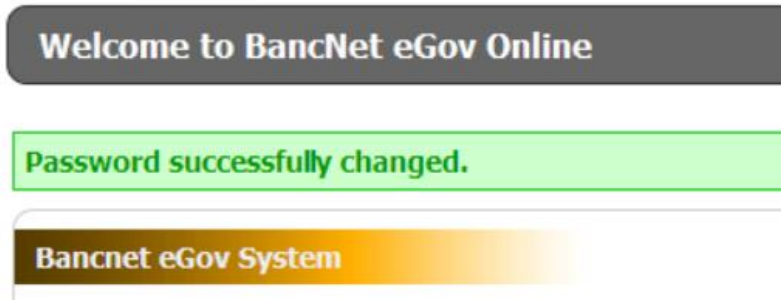 Welcome to BancNet eGov Online
Password successfully changed.
Bancnet eGov System